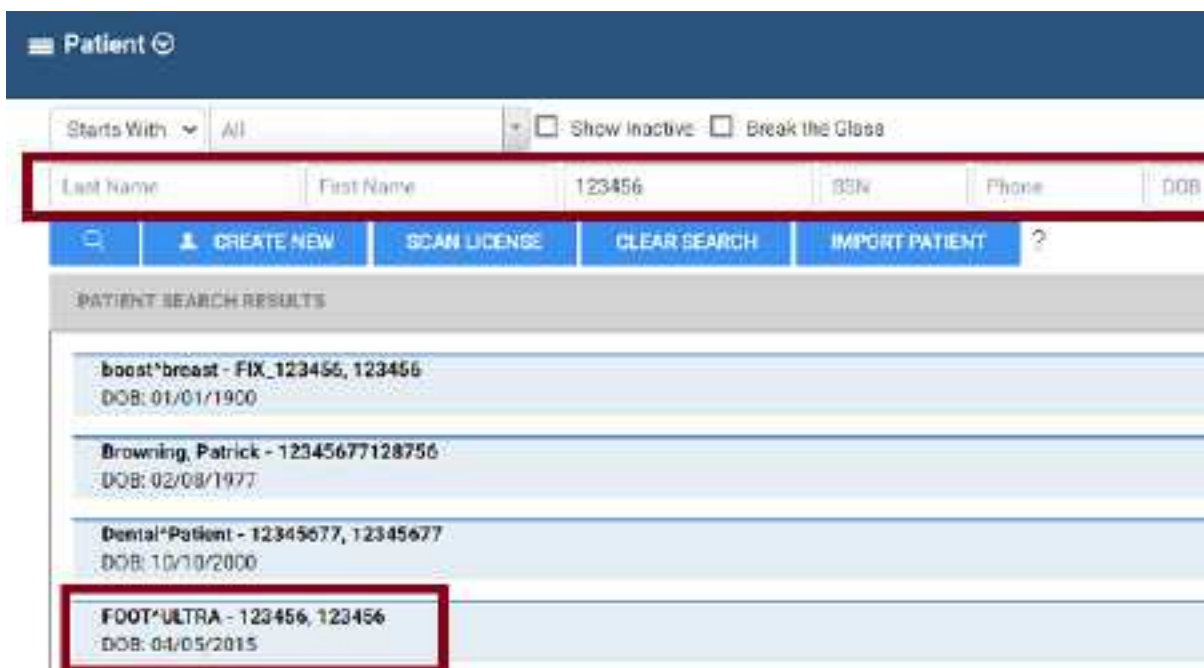 Patient
Starts With All Show Inactive Break the Glass
Last Name First Name 123456 SSN Phone DOB
CREATE NEW SCAN LICENSE CLEAR SEARCH IMPORT PATIENT ?
PATIENT SEARCH RESULTS
boost^breast - FIX_123456, 123456
DOB: 01/01/1900
Browning, Patrick - 12345677128756
DOB: 02/08/1977
Dental^Patient - 12345677, 12345677
DOB: 10/10/2000
FOOT^ULTRA - 123456, 123456
DOB: 04/05/2015